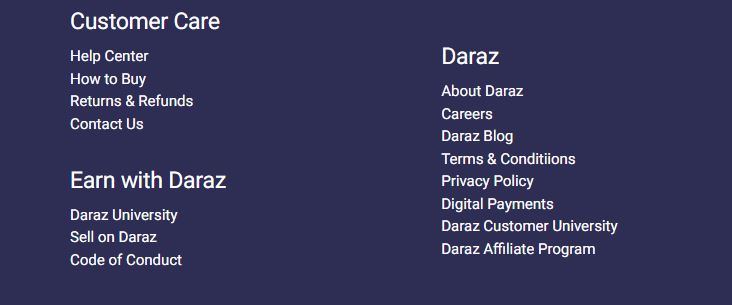 Customer Care
Help Center
How to Buy
Returns & Refunds
Contact Us
Earn with Daraz
Daraz University
Sell on Daraz
Code of Conduct
Daraz
About Daraz
Careers
Daraz Blog
Terms & Conditiions
Privacy Policy
Digital Payments
Daraz Customer University
Daraz Affiliate Program